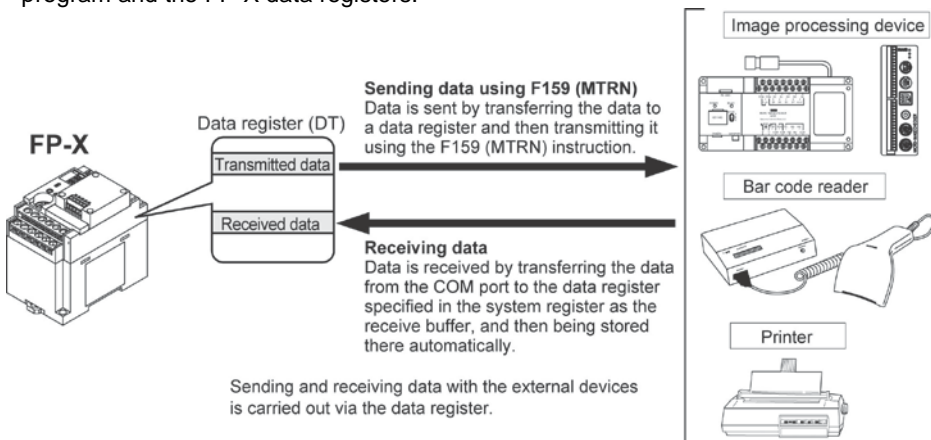 program and the FP-X data registers.
Image processing device
Sending data using F159 (MTRN)
Data is sent by transferring the data to
a data register and then transmitting it
using the F159 (MTRN) instruction.
Data register (DT)
FP-X
Transmitted data
Bar code reader
Received data
Receiving data
Data is received by transferring the data
from the COM port to the data register
specified in the system register as the
receive buffer, and then being stored
there automatically.
Printer
Sending and receiving data with the external devices
is carried out via the data register.